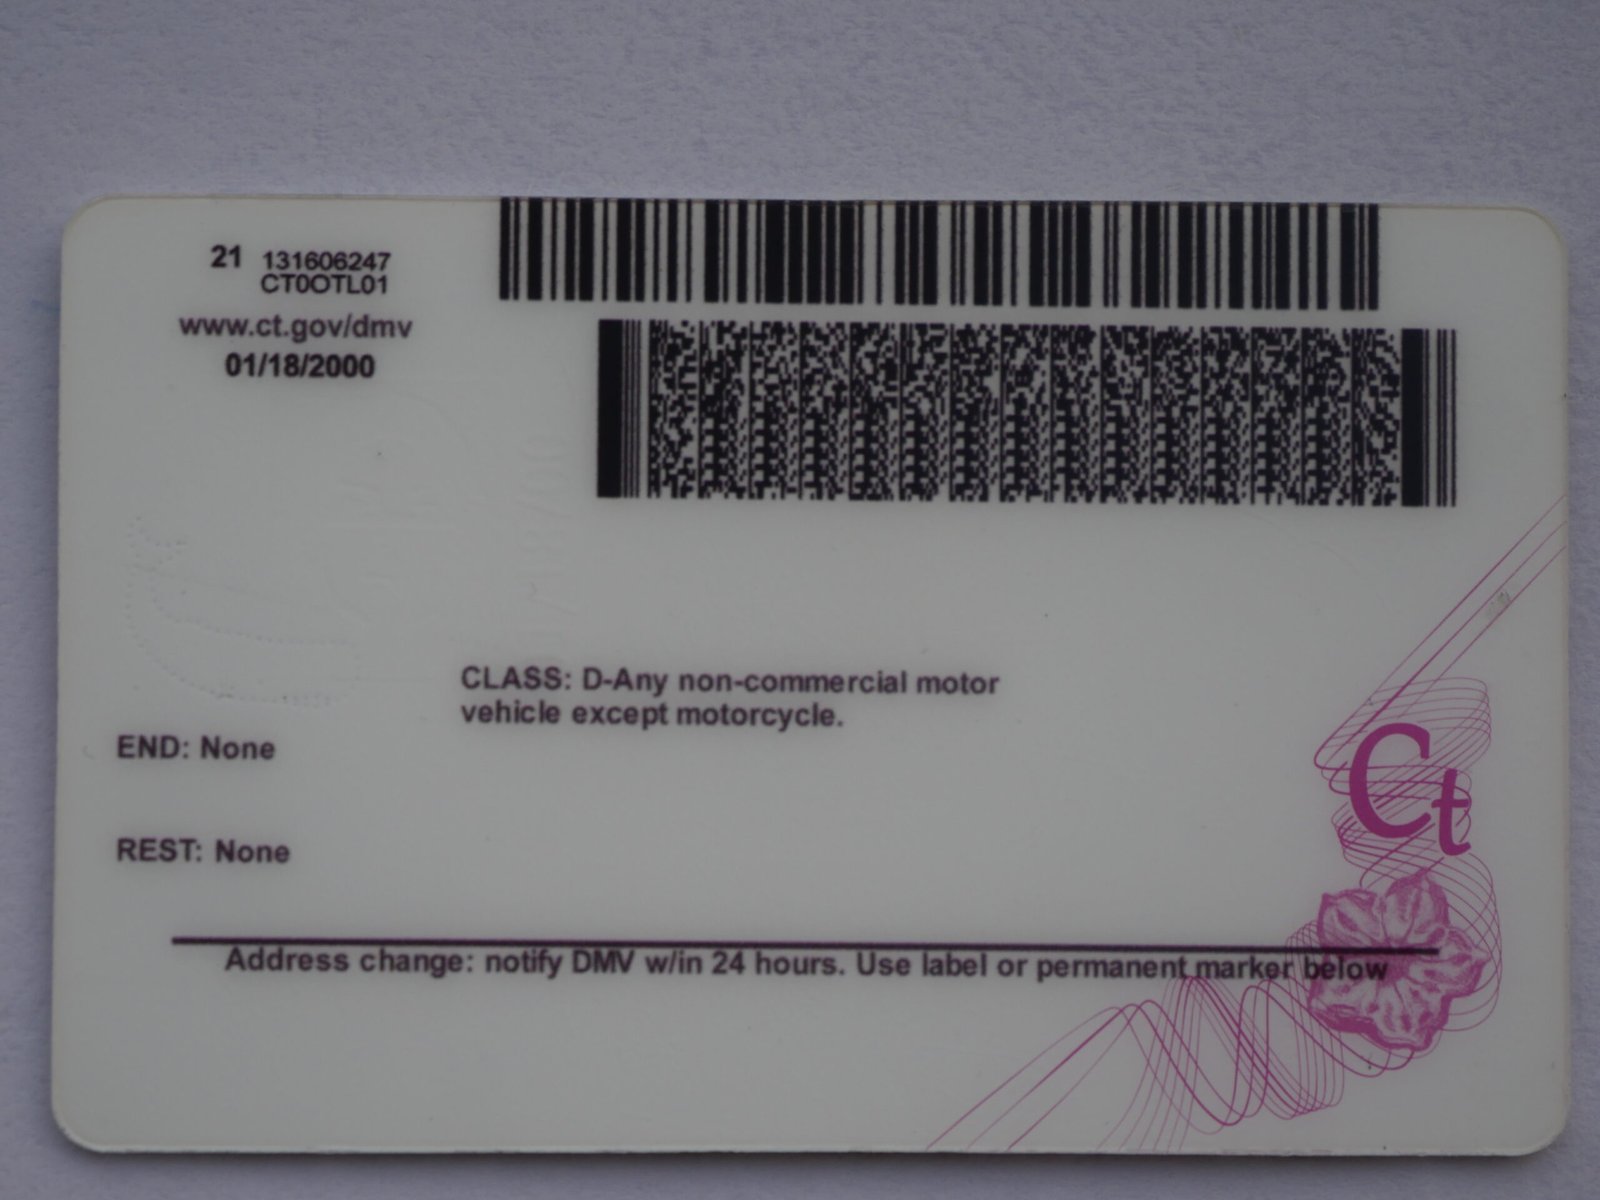 21 131606247
CT0OTL01
www.ct.gov/dmv
01/18/2000
CLASS: D-Any non-commercial motor
vehicle except motorcycle.
END: None
REST: None
Ct
Address change: notify DMV w/in 24 hours. Use label or permanent marker below